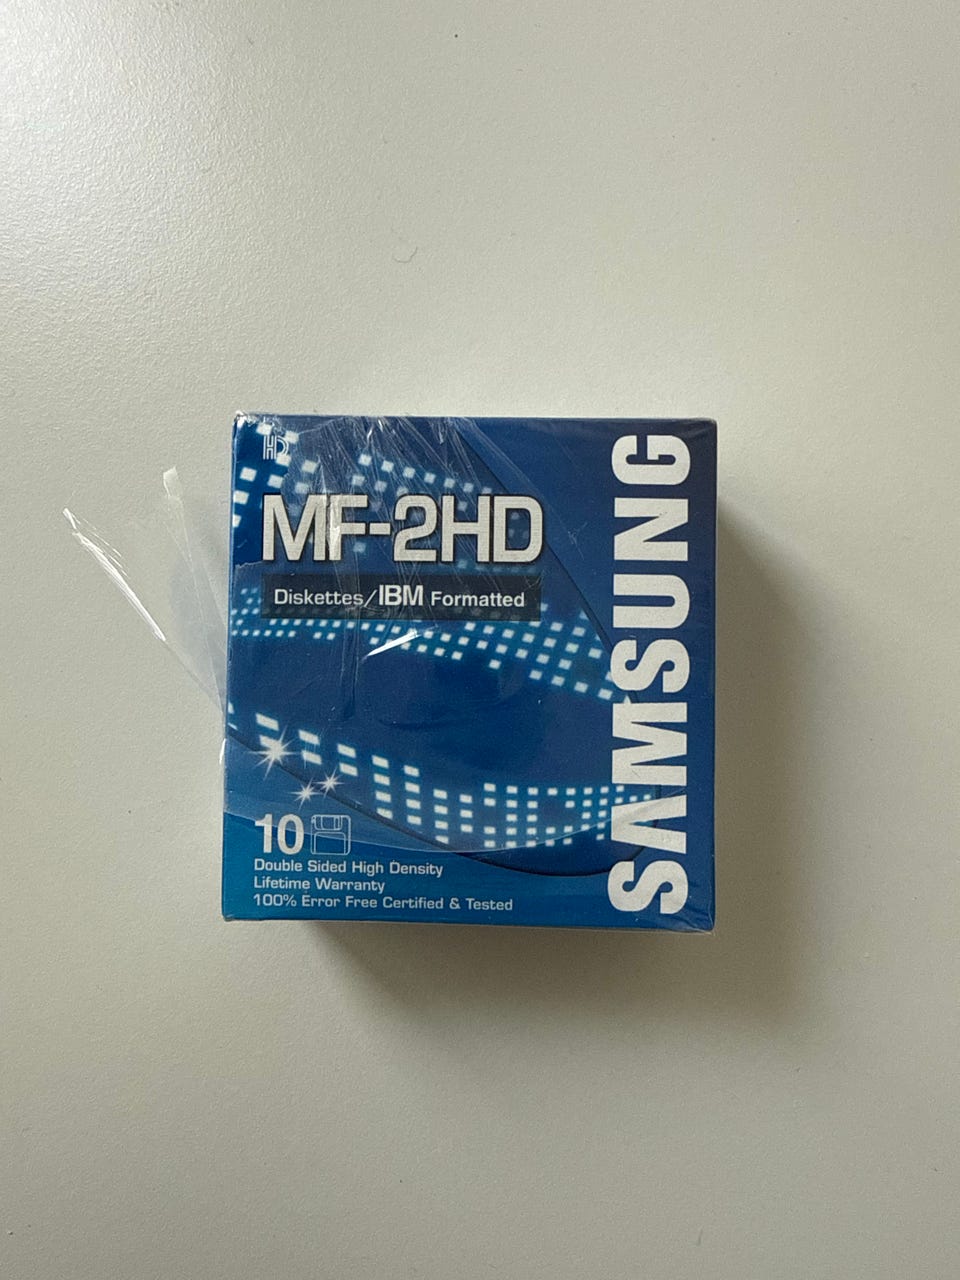 HD
MF-2HD
Diskettes/IBM Formatted
SAMSUNG
10
Double Sided High Density
Lifetime Warranty
100% Error Free Certified & Tested